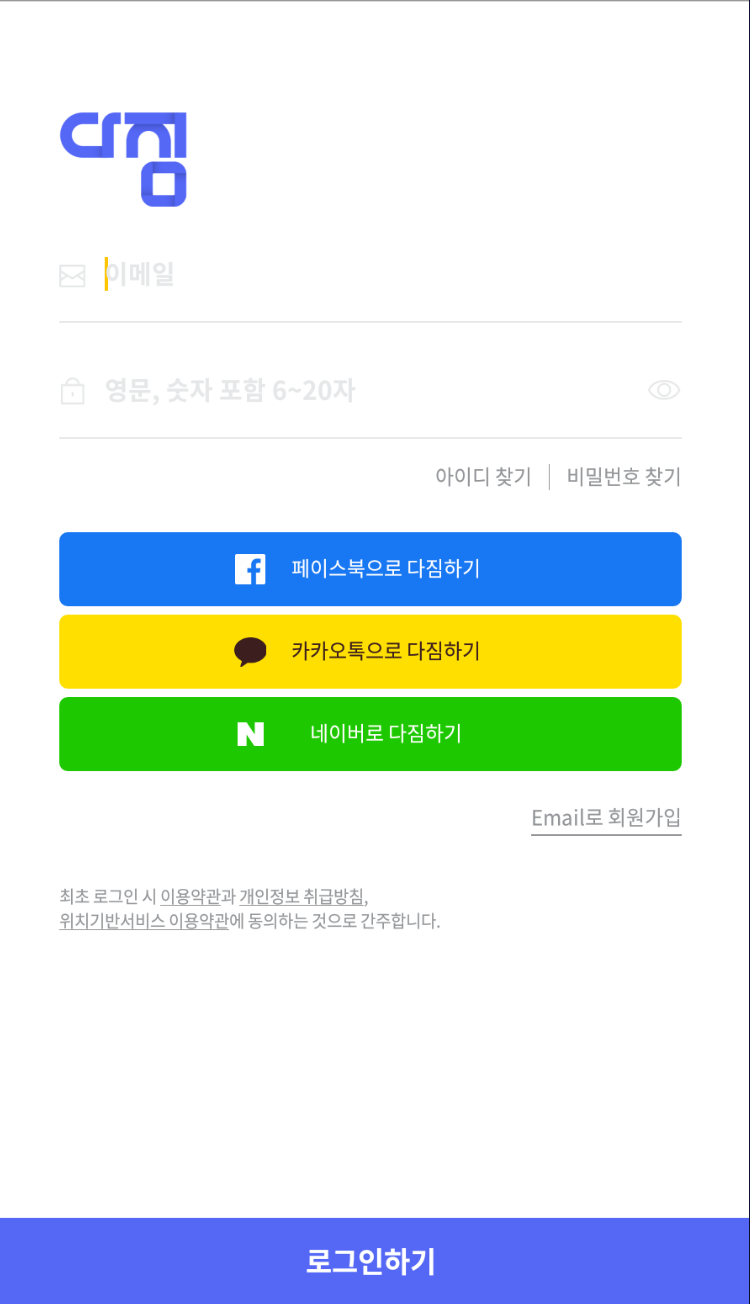 다짐
이메일
영문, 숫자 포함 6~20자
아이디 찾기 | 비밀번호 찾기
페이스북으로 다짐하기
카카오톡으로 다짐하기
네이버로 다짐하기
Email로 회원가입
최초 로그인 시 이용약관과 개인정보 취급방침,
위치기반서비스 이용약관에 동의하는 것으로 간주합니다.
로그인하기